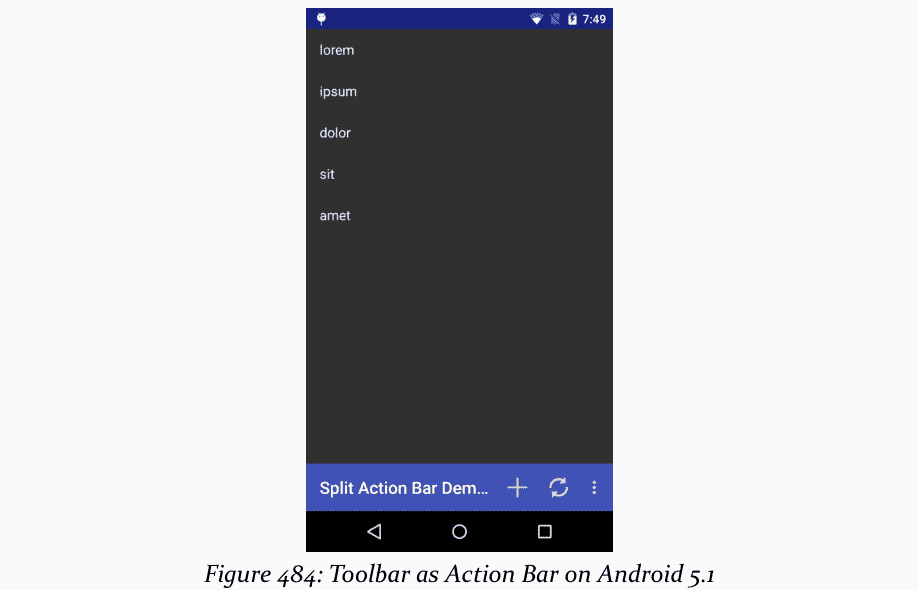 7:49
lorem
ipsum
dolor
sit
amet
Split Action Bar Dem...
Figure 484: Toolbar as Action Bar on Android 5.1